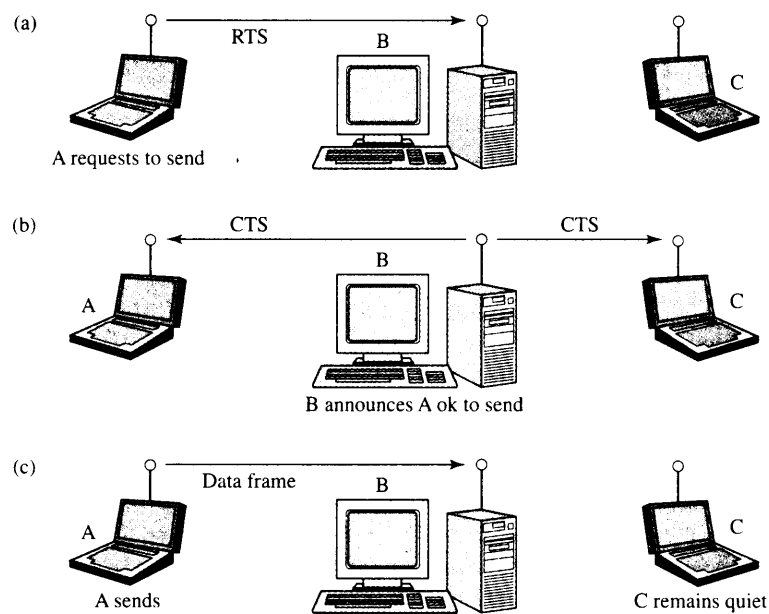 (a)
RTS
B
C
A requests to send
(b)
CTS
CTS
B
A
C
B announces A ok to send
(c)
Data frame
B
A
C
A sends
C remains quiet